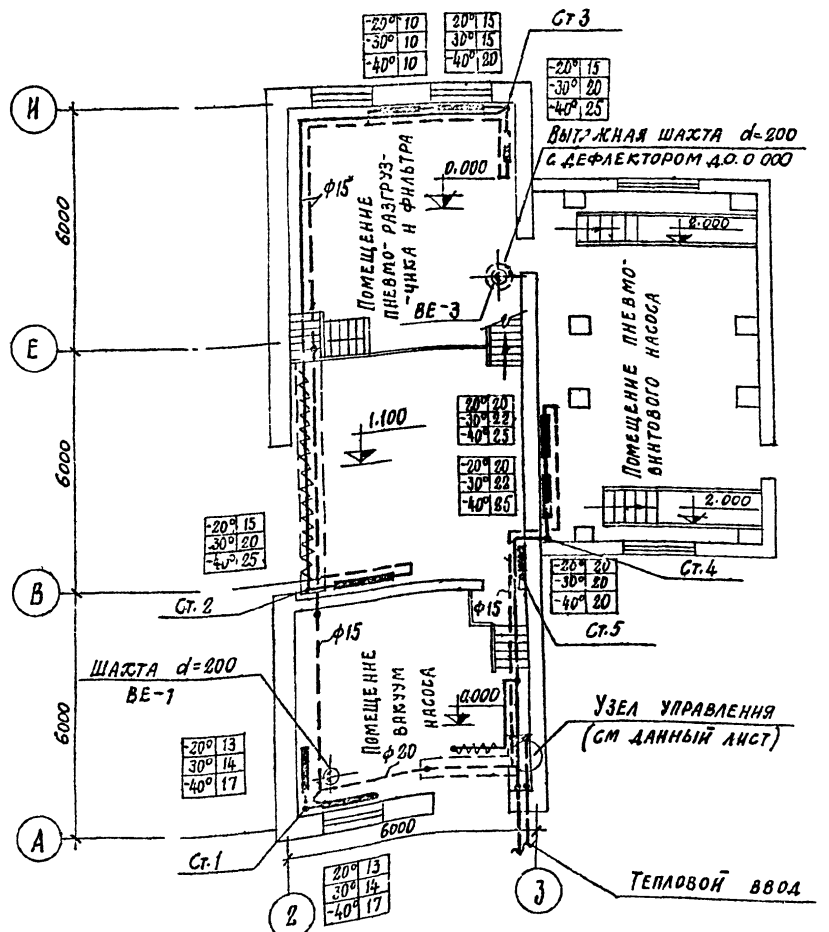 -20° 10
-30° 10
-40° 10
20° 15
30° 15
-40° 20
Ст 3
-20° 15
-30° 20
-40° 25
И
Вытяжная шахта d=200
с дефлектором д.о. 0 000
0.000
φ15
Помещение
пневмо-разгруз-
-чика и фильтра
2.000
6000
ВЕ-3
Е
Помещение пневмо-
винтового насоса
20° 20
-30° 22
-40° 25
1.100
-20° 20
-30° 22
-40° 25
6000
2.000
-20° 15
30° 20
-40° 25
-20° 20
-30° 20
-40° 20
Ст.4
В
Ст. 2
φ15
Ст.5
φ15
Шахта d=200
ВЕ-1
Помещение
вакуум
насоса
0.000
Узел управления
(см данный лист)
6000
φ20
-20° 13
30° 14
-40° 17
А
6000
Ст.1
20° 13
30° 14
-40° 17
2
3
Тепловой ввод